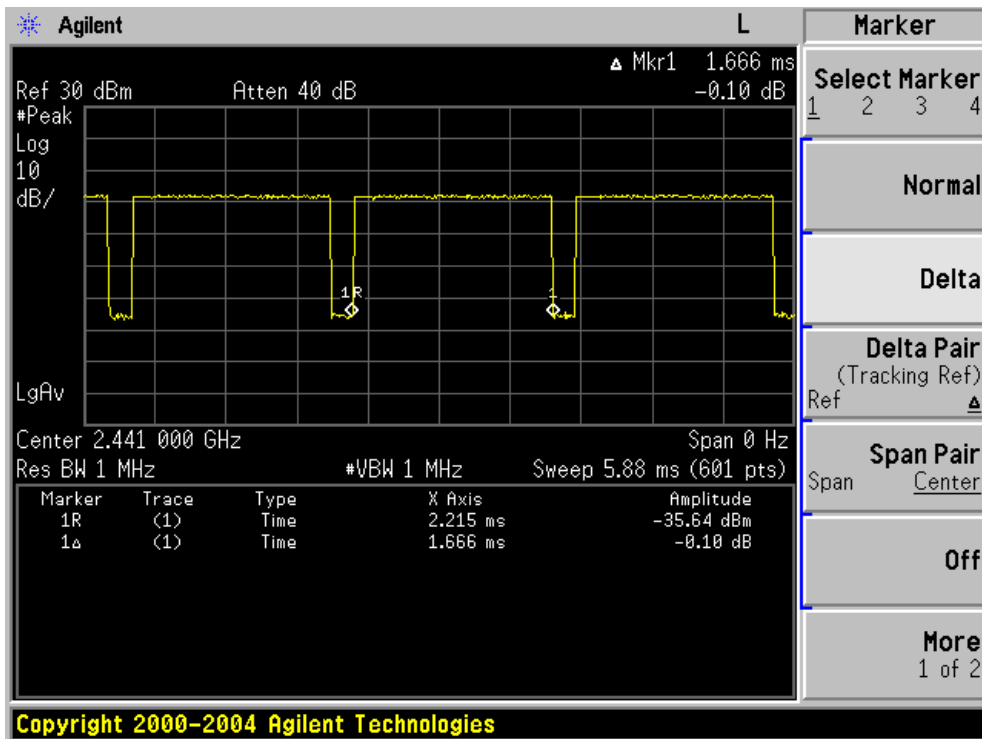 Agilent L
Δ Mkr1 1.666 ms
Ref 30 dBm Atten 40 dB -0.10 dB
#Peak
Log
10
dB/
1R 1
LgAv
Center 2.441 000 GHz Span 0 Hz
Res BW 1 MHz #VBW 1 MHz Sweep 5.88 ms (601 pts)
Marker Trace Type X Axis Amplitude
1R (1) Time 2.215 ms -35.64 dBm
1Δ (1) Time 1.666 ms -0.10 dB
Marker
Select Marker
1 2 3 4
Normal
Delta
Delta Pair
(Tracking Ref)
Ref Δ
Span Pair
Span Center
Off
More
1 of 2
Copyright 2000-2004 Agilent Technologies